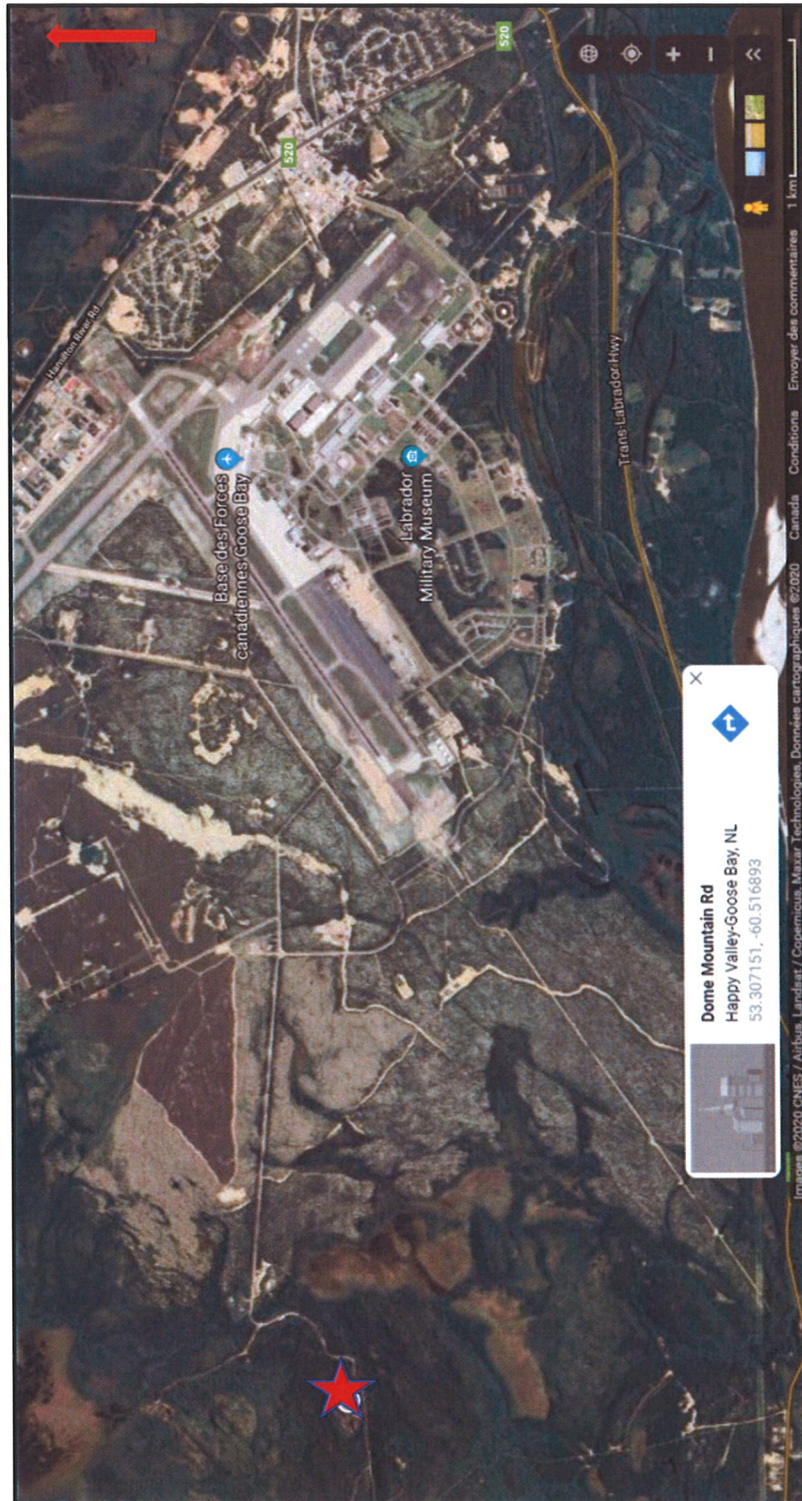 520
520
Hamilton River Rd
Base des Forces
canadiennes Goose Bay
Labrador
Military Museum
Trans-Labrador Hwy
Dome Mountain Rd
Happy Valley-Goose Bay, NL
53.307151, -60.516893
Images ©2020 CNES / Airbus, Landsat / Copernicus, Maxar Technologies, Données cartographiques ©2020 Canada Conditions Envoyer des commentaires 1 km